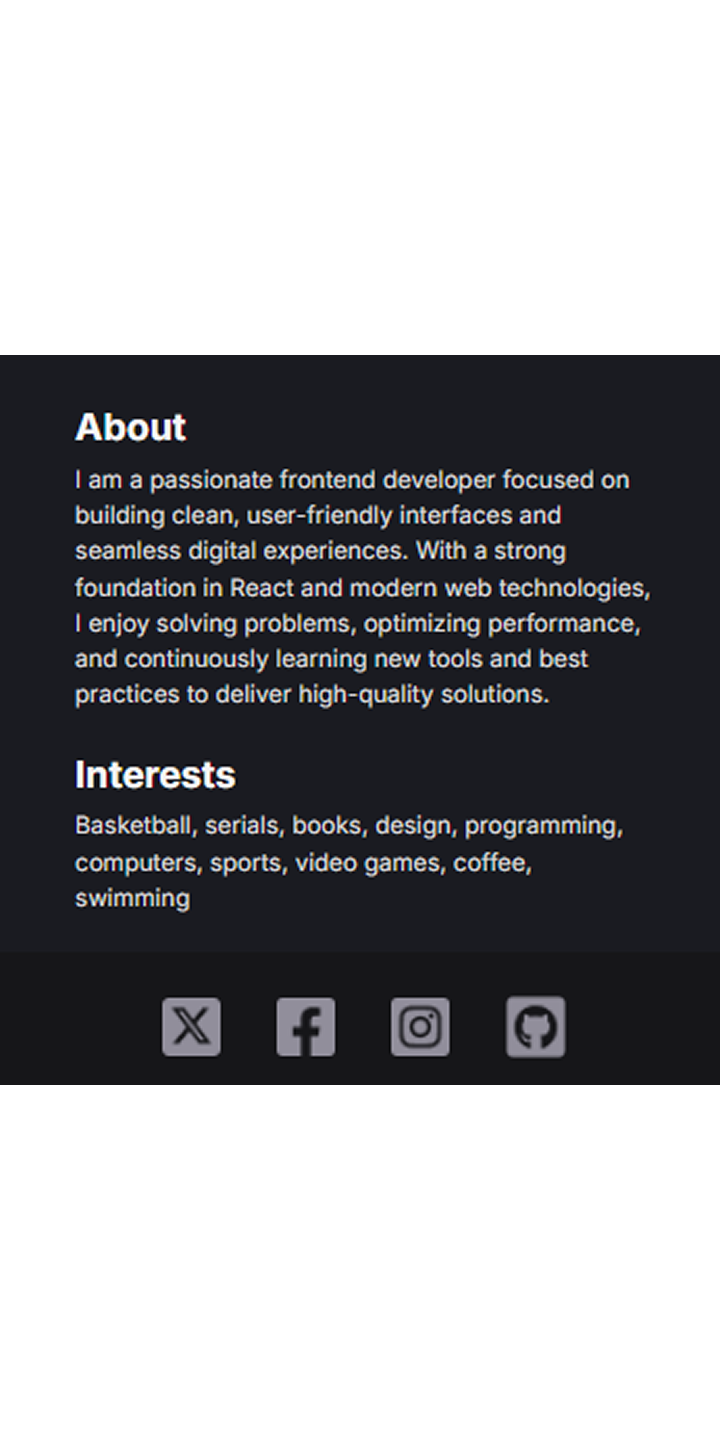 About
I am a passionate frontend developer focused on
building clean, user-friendly interfaces and
seamless digital experiences. With a strong
foundation in React and modern web technologies,
I enjoy solving problems, optimizing performance,
and continuously learning new tools and best
practices to deliver high-quality solutions.
Interests
Basketball, serials, books, design, programming,
computers, sports, video games, coffee,
swimming